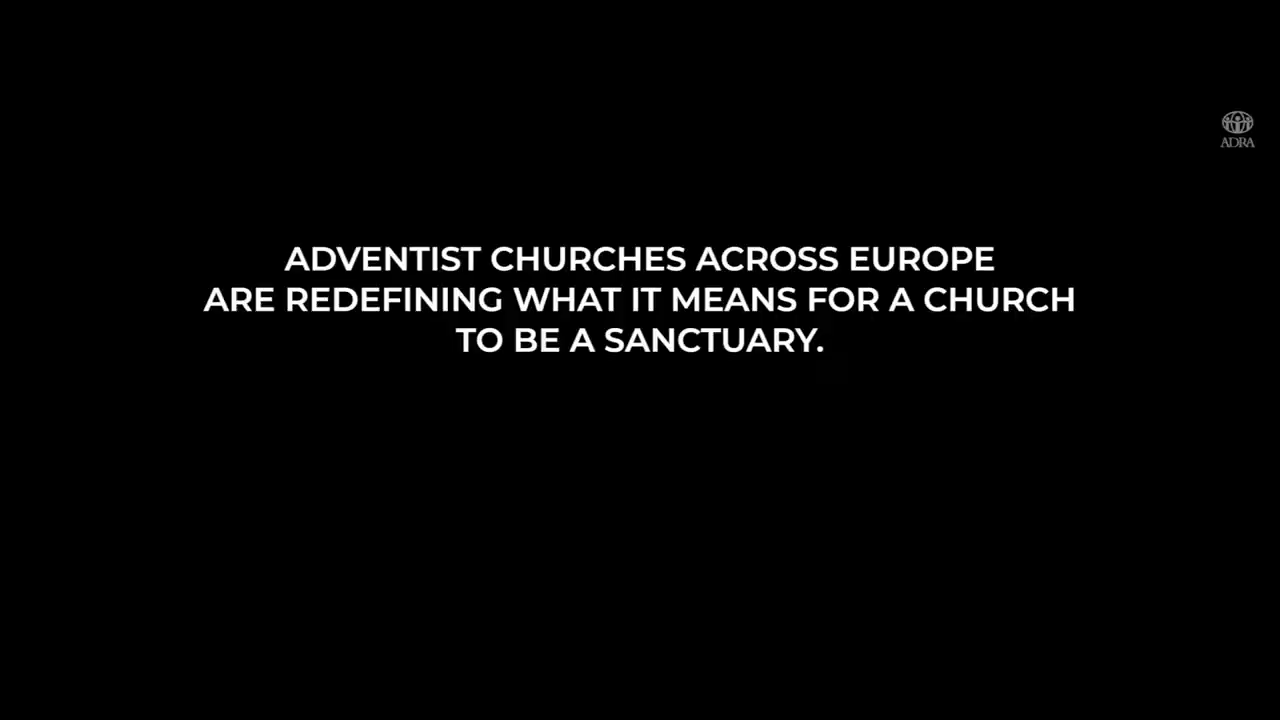 ADRA
ADVENTIST CHURCHES ACROSS EUROPE
ARE REDEFINING WHAT IT MEANS FOR A CHURCH
TO BE A SANCTUARY.